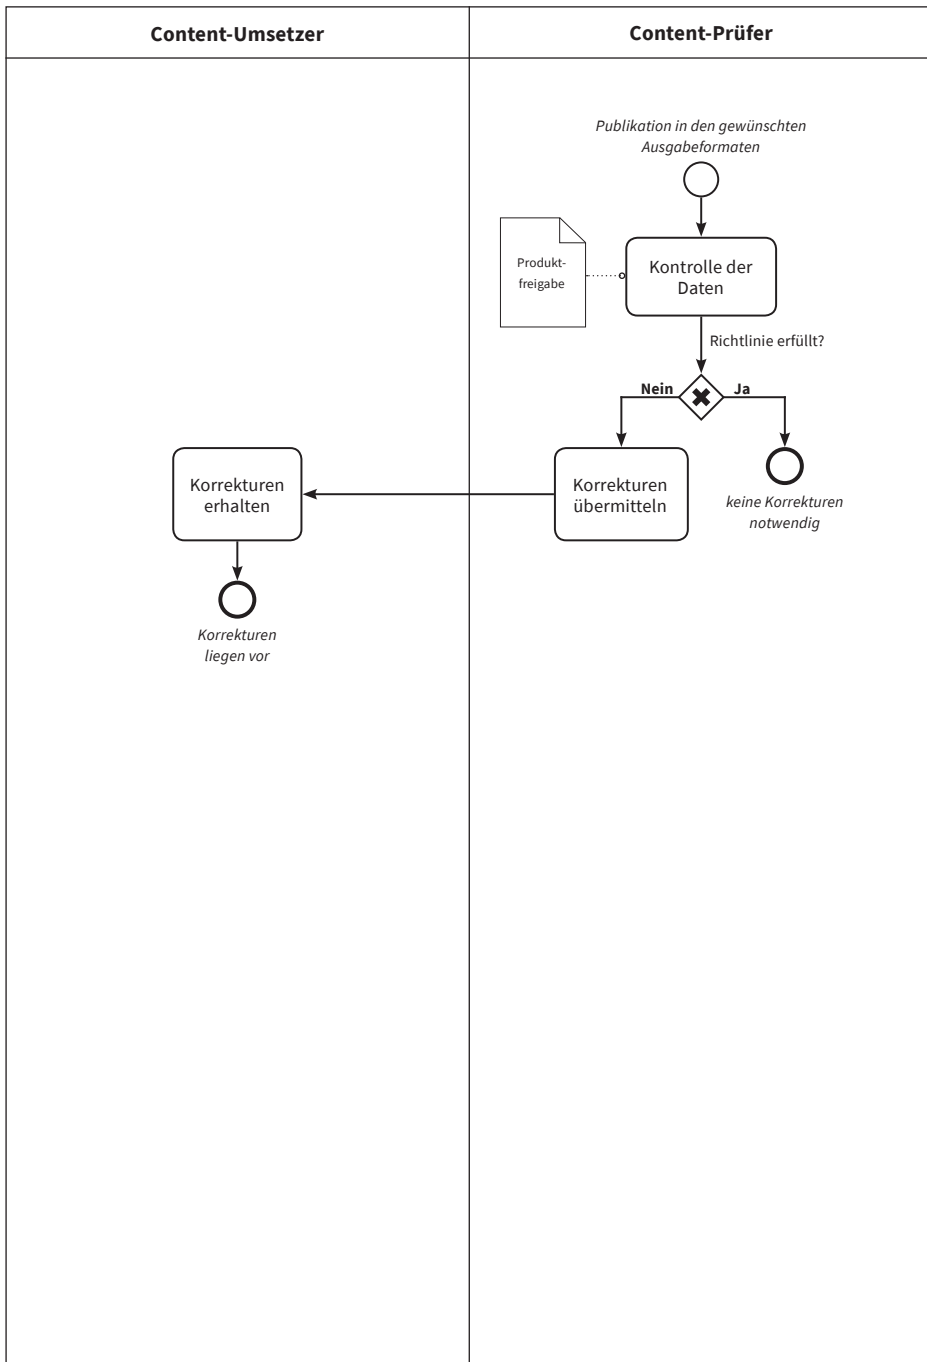 Content-Umsetzer
Content-Prüfer
Publikation in den gewünschten
Ausgabeformaten
Produkt-
freigabe
Kontrolle der
Daten
Richtlinie erfüllt?
Nein
Ja
Korrekturen
erhalten
Korrekturen
übermitteln
keine Korrekturen
notwendig
Korrekturen
liegen vor